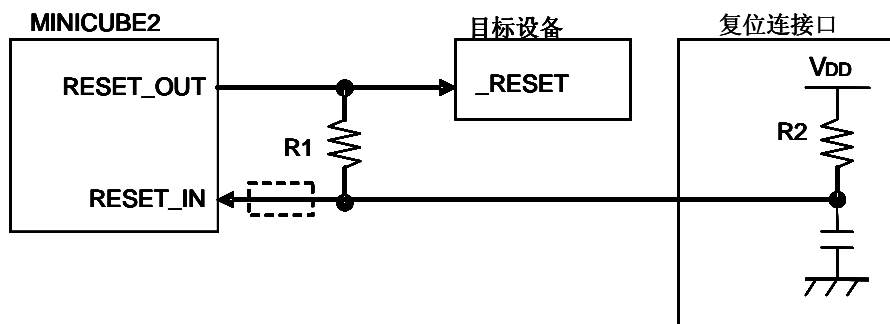 MINICUBE2
目标设备
复位连接口
RESET_OUT
_RESET
VDD
R1
R2
RESET_IN